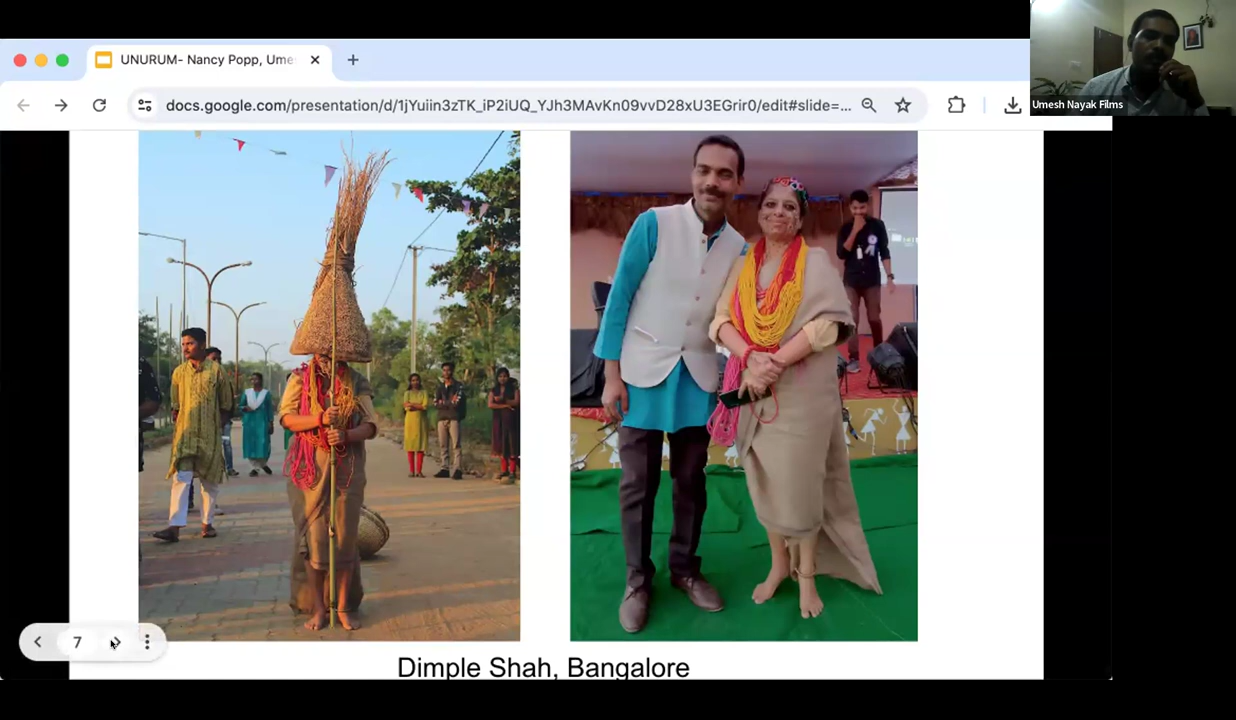 UNURUM- Nancy Popp, Ume
docs.google.com/presentation/d/1jYuiin3zTK_iP2iUQ_YJh3MAvKn09vvD28xU3EGrir0/edit#slide=...
Umesh Nayak Films
7
Dimple Shah, Bangalore